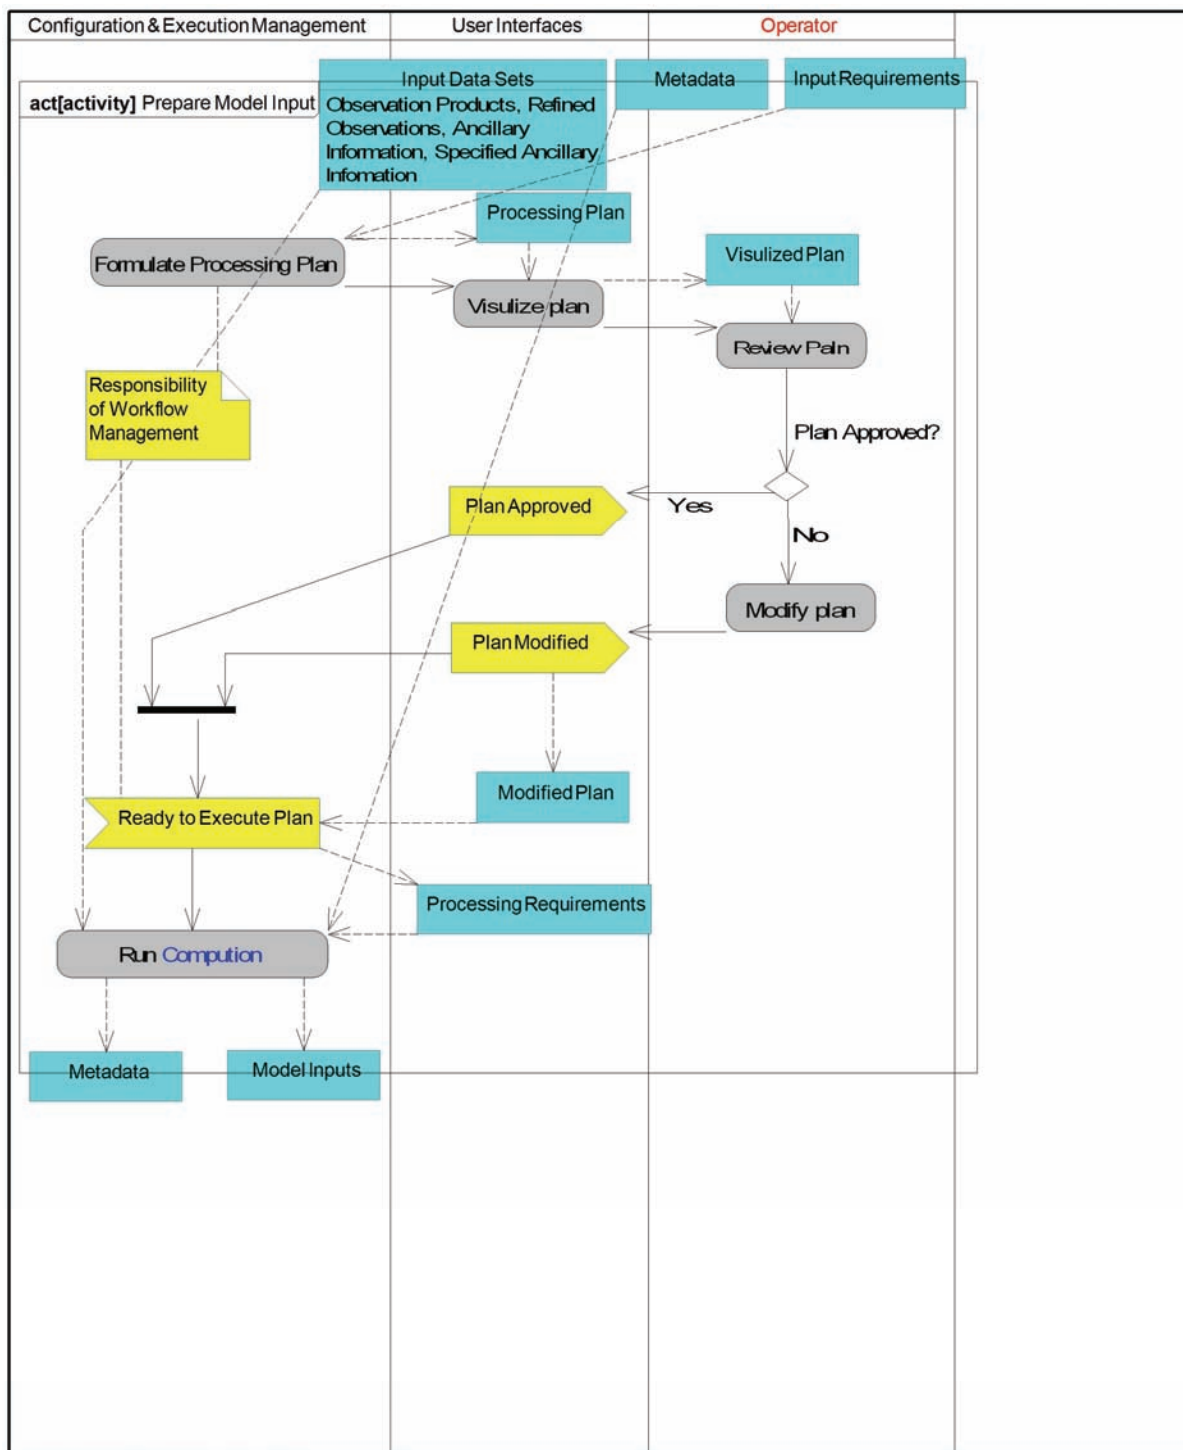 Configuration & Execution Management
User Interfaces
Operator
act[activity] Prepare Model Input
Input Data Sets
Observation Products, Refined
Observations, Ancillary
Information, Specified Ancillary
Infomation
Metadata
Input Requirements
Processing Plan
Formulate Processing Plan
Visulize plan
Visulized Plan
Review Paln
Responsibility
of Workflow
Management
Plan Approved?
Plan Approved
Yes
No
Modify plan
Plan Modified
Modified Plan
Ready to Execute Plan
Processing Requirements
Run Compution
Metadata
Model Inputs